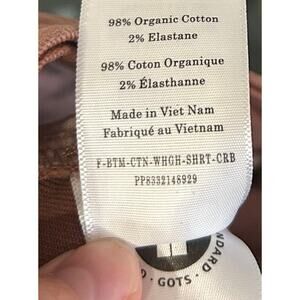 98% Organic Cotton
2% Elastane
98% Coton Organique
2% Élasthanne
Made in Viet Nam
Fabriqué au Vietnam
F-BTM-CTN-WHGH-SHRT-CRB
PP8332148929
GOTS